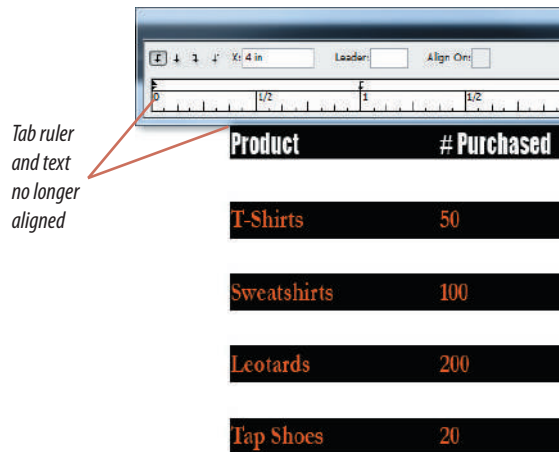 X: 4 in Leader: Align On:
0 1/2 1 1/2
Tab ruler
and text
no longer
aligned
Product # Purchased
T-Shirts 50
Sweatshirts 100
Leotards 200
Tap Shoes 20